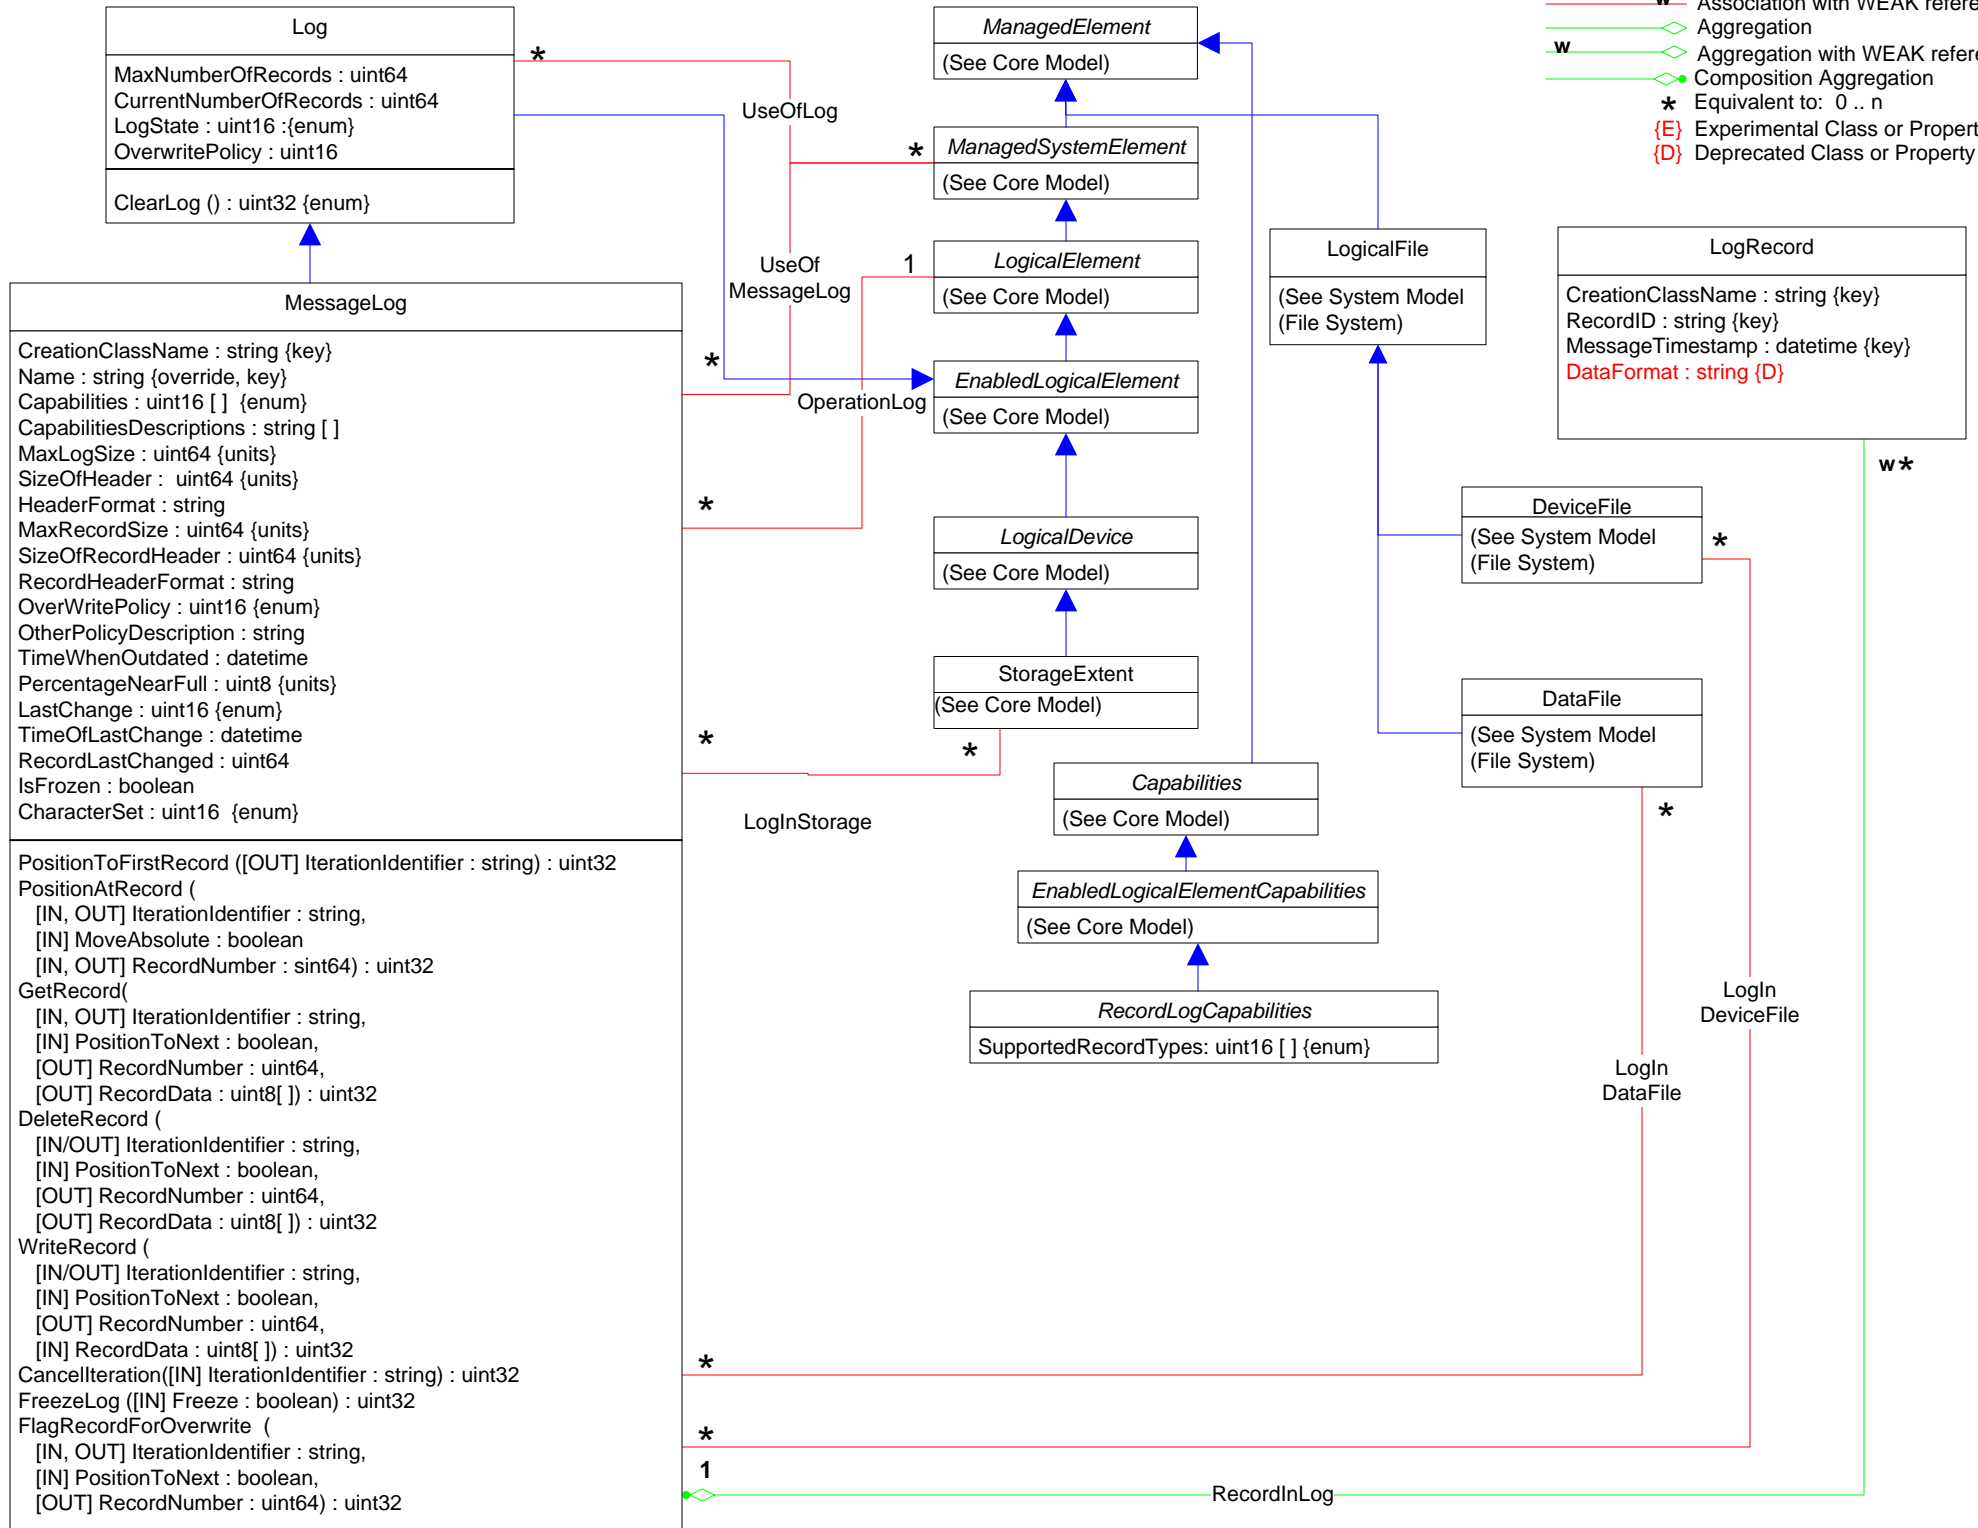 Log
MaxNumberOfRecords : uint64
CurrentNumberOfRecords : uint64
LogState : uint16 :{enum}
OverwritePolicy : uint16
ClearLog () : uint32 {enum}
MessageLog
CreationClassName : string {key}
Name : string {override, key}
Capabilities : uint16 [ ] {enum}
CapabilitiesDescriptions : string [ ]
MaxLogSize : uint64 {units}
SizeOfHeader : uint64 {units}
HeaderFormat : string
MaxRecordSize : uint64 {units}
SizeOfRecordHeader : uint64 {units}
RecordHeaderFormat : string
OverWritePolicy : uint16 {enum}
OtherPolicyDescription : string
TimeWhenOutdated : datetime
PercentageNearFull : uint8 {units}
LastChange : uint16 {enum}
TimeOfLastChange : datetime
RecordLastChanged : uint64
IsFrozen : boolean
CharacterSet : uint16 {enum}
PositionToFirstRecord ([OUT] IterationIdentifier : string) : uint32
PositionAtRecord (
[IN, OUT] IterationIdentifier : string,
[IN] MoveAbsolute : boolean
[IN, OUT] RecordNumber : sint64) : uint32
GetRecord(
[IN, OUT] IterationIdentifier : string,
[IN] PositionToNext : boolean,
[OUT] RecordNumber : uint64,
[OUT] RecordData : uint8[ ]) : uint32
DeleteRecord (
[IN/OUT] IterationIdentifier : string,
[IN] PositionToNext : boolean,
[OUT] RecordNumber : uint64,
[OUT] RecordData : uint8[ ]) : uint32
WriteRecord (
[IN/OUT] IterationIdentifier : string,
[IN] PositionToNext : boolean,
[OUT] RecordNumber : uint64,
[IN] RecordData : uint8[ ]) : uint32
CancelIteration([IN] IterationIdentifier : string) : uint32
FreezeLog ([IN] Freeze : boolean) : uint32
FlagRecordForOverwrite (
[IN, OUT] IterationIdentifier : string,
[IN] PositionToNext : boolean,
[OUT] RecordNumber : uint64) : uint32
*
UseOfLog
*
UseOf
MessageLog
1
*
OperationLog
*
*
*
LogInStorage
*
*
1
RecordInLog
ManagedElement
(See Core Model)
ManagedSystemElement
(See Core Model)
LogicalElement
(See Core Model)
EnabledLogicalElement
(See Core Model)
LogicalDevice
(See Core Model)
StorageExtent
(See Core Model)
Capabilities
(See Core Model)
EnabledLogicalElementCapabilities
(See Core Model)
RecordLogCapabilities
SupportedRecordTypes: uint16 [ ] {enum}
LogicalFile
(See System Model
(File System)
DeviceFile
(See System Model
(File System)
*
DataFile
(See System Model
(File System)
*
LogIn
DeviceFile
LogIn
DataFile
w Association with WEAK refere
Aggregation
w Aggregation with WEAK refere
Composition Aggregation
* Equivalent to: 0 .. n
{E} Experimental Class or Propert
{D} Deprecated Class or Property
LogRecord
CreationClassName : string {key}
RecordID : string {key}
MessageTimestamp : datetime {key}
DataFormat : string {D}
w *